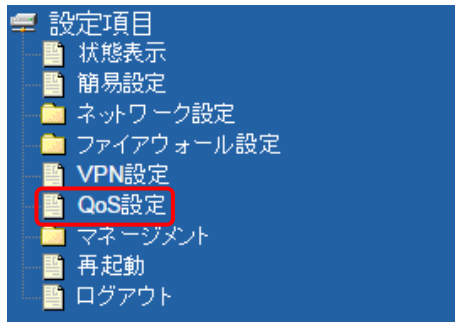 設定項目
状態表示
簡易設定
ネットワーク設定
ファイアウォール設定
VPN設定
QoS設定
マネージメント
再起動
ログアウト